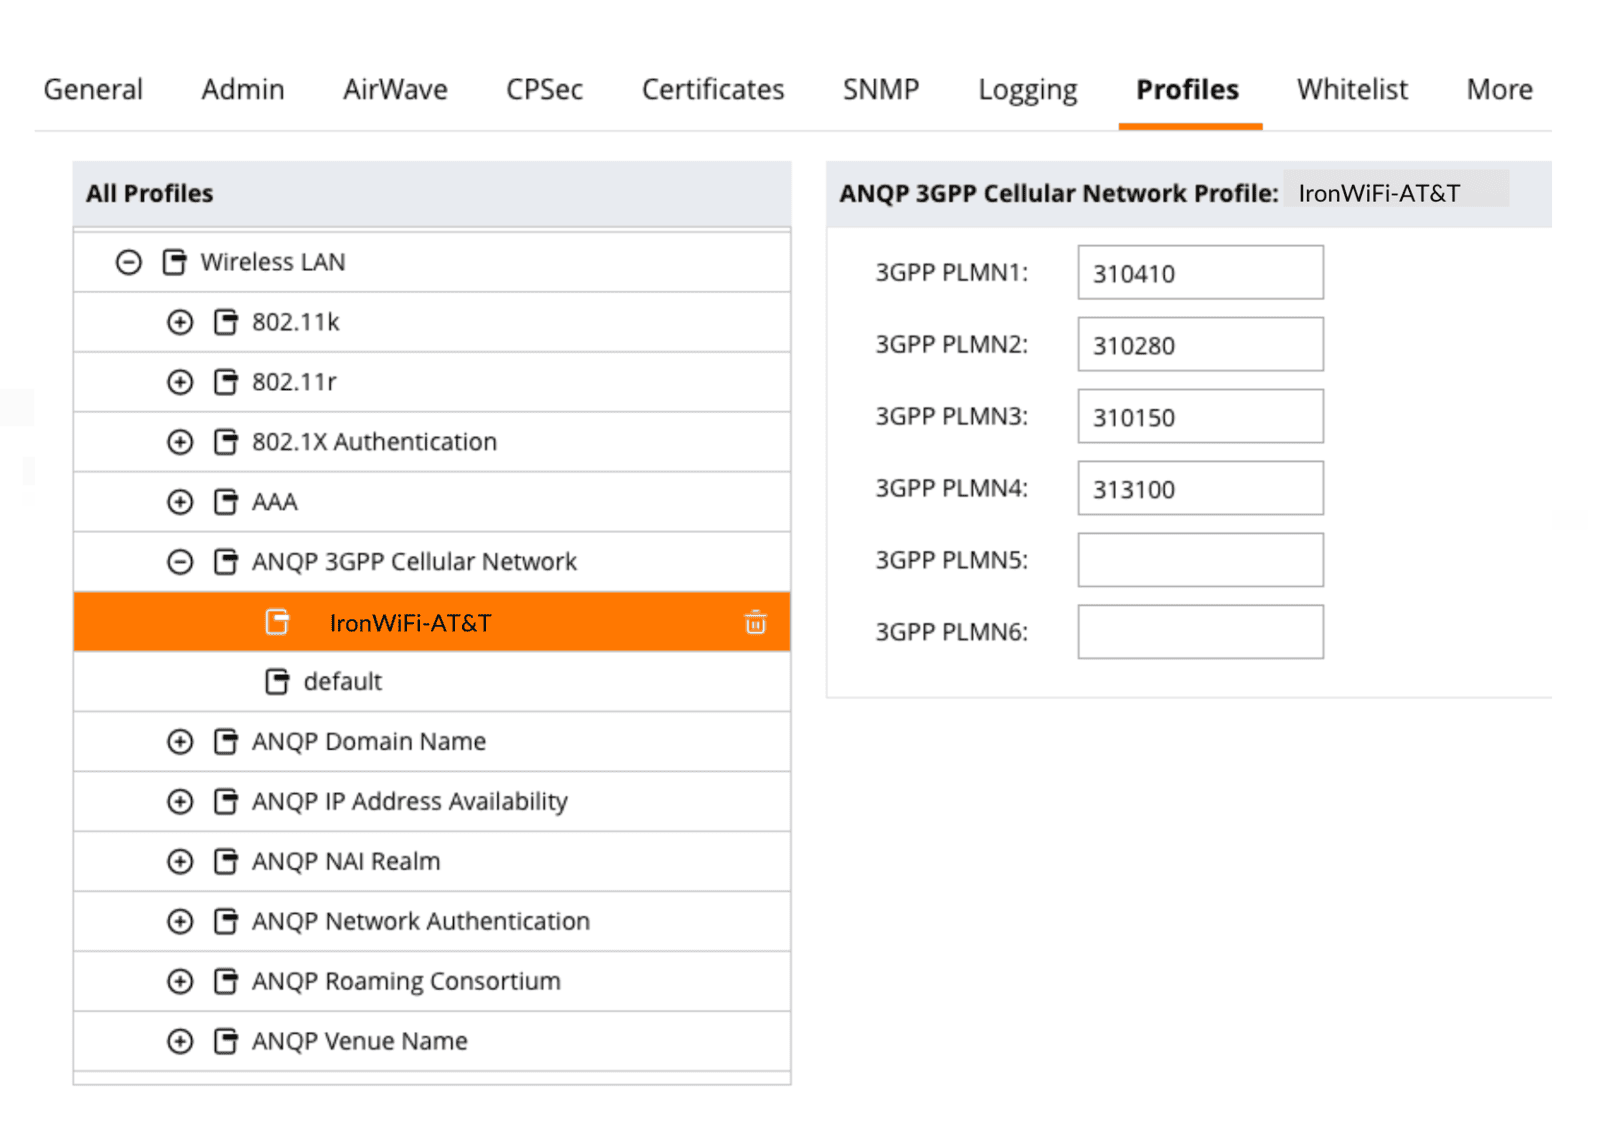 General Admin AirWave CPSec Certificates SNMP Logging Profiles Whitelist More
All Profiles
Wireless LAN
802.11k
802.11r
802.1X Authentication
AAA
ANQP 3GPP Cellular Network
IronWiFi-AT&T
default
ANQP Domain Name
ANQP IP Address Availability
ANQP NAI Realm
ANQP Network Authentication
ANQP Roaming Consortium
ANQP Venue Name
ANQP 3GPP Cellular Network Profile: IronWiFi-AT&T
3GPP PLMN1: 310410
3GPP PLMN2: 310280
3GPP PLMN3: 310150
3GPP PLMN4: 313100
3GPP PLMN5:
3GPP PLMN6: